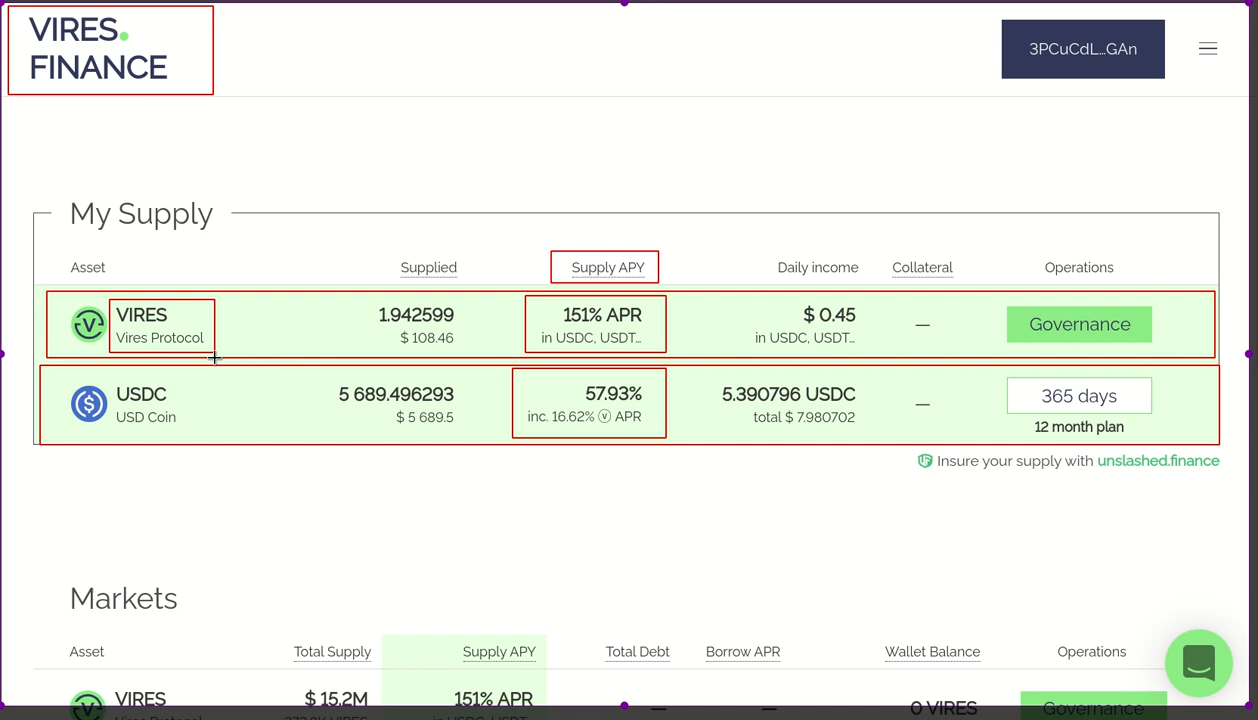 VIRES.
FINANCE
3PCuCdL...GAn
My Supply
Asset Supplied Supply APY Daily income Collateral Operations
VIRES 1.942599 151% APR $ 0.45 — Governance
Vires Protocol $ 108.46 in USDC, USDT... in USDC, USDT...
USDC 5 689.496293 57.93% 5.390796 USDC — 365 days
USD Coin $ 5 689.5 inc. 16.62% ⓥ APR total $ 7.980702 12 month plan
Insure your supply with unslashed.finance
Markets
Asset Total Supply Supply APY Total Debt Borrow APR Wallet Balance Operations
VIRES $ 15.2M 151% APR — — 0 VIRES Governance